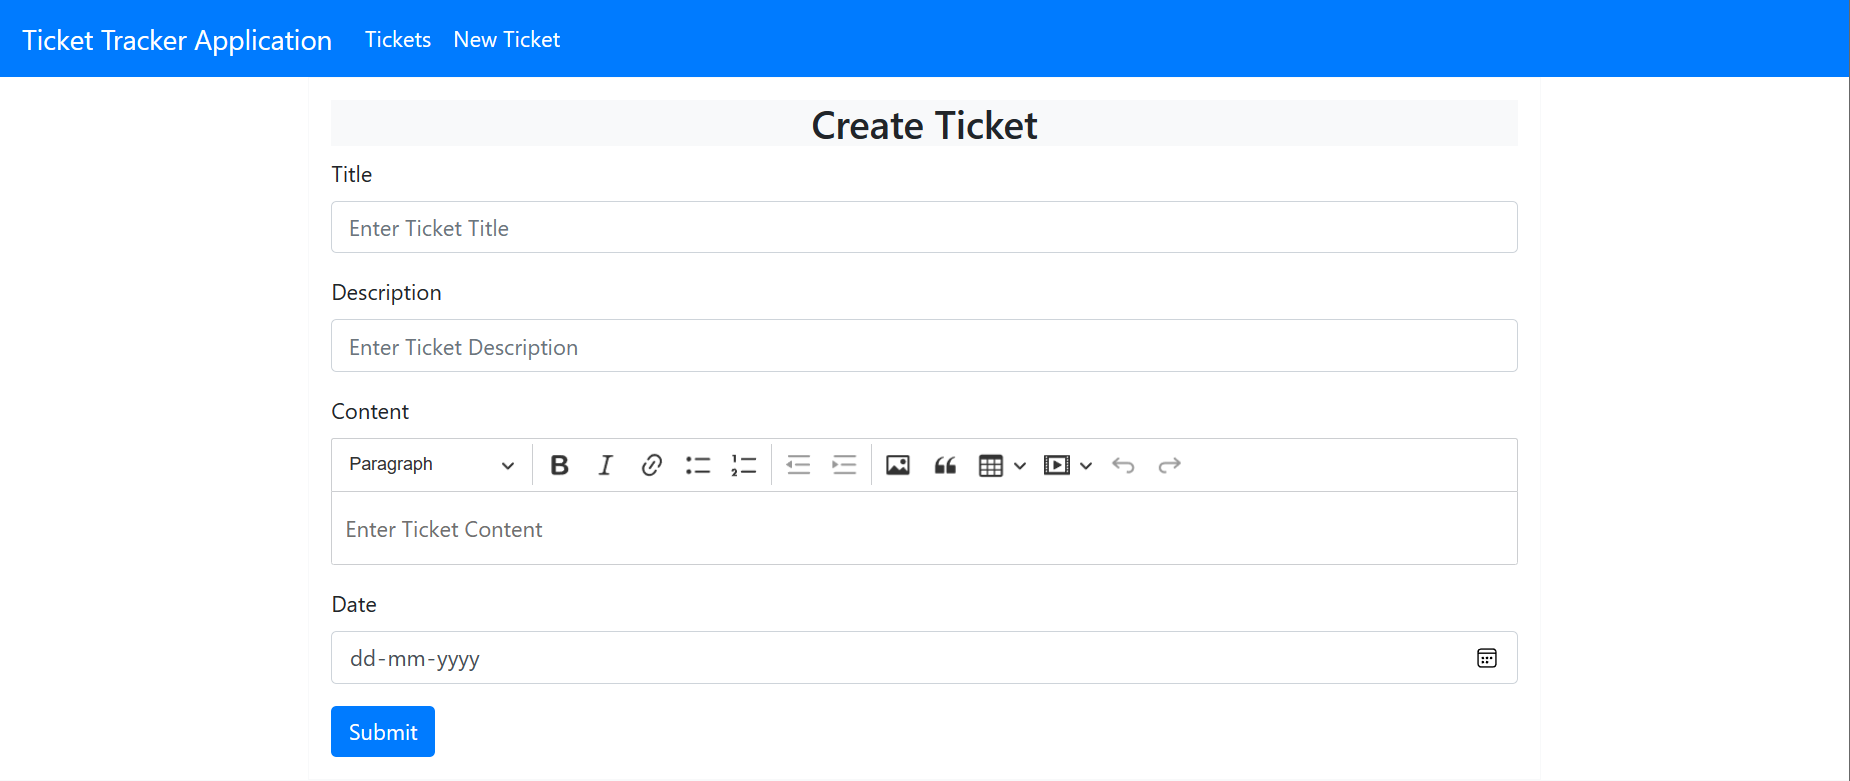 Ticket Tracker Application Tickets New Ticket
Create Ticket
Title
Enter Ticket Title
Description
Enter Ticket Description
Content
Paragraph
Enter Ticket Content
Date
dd-mm-yyyy
Submit